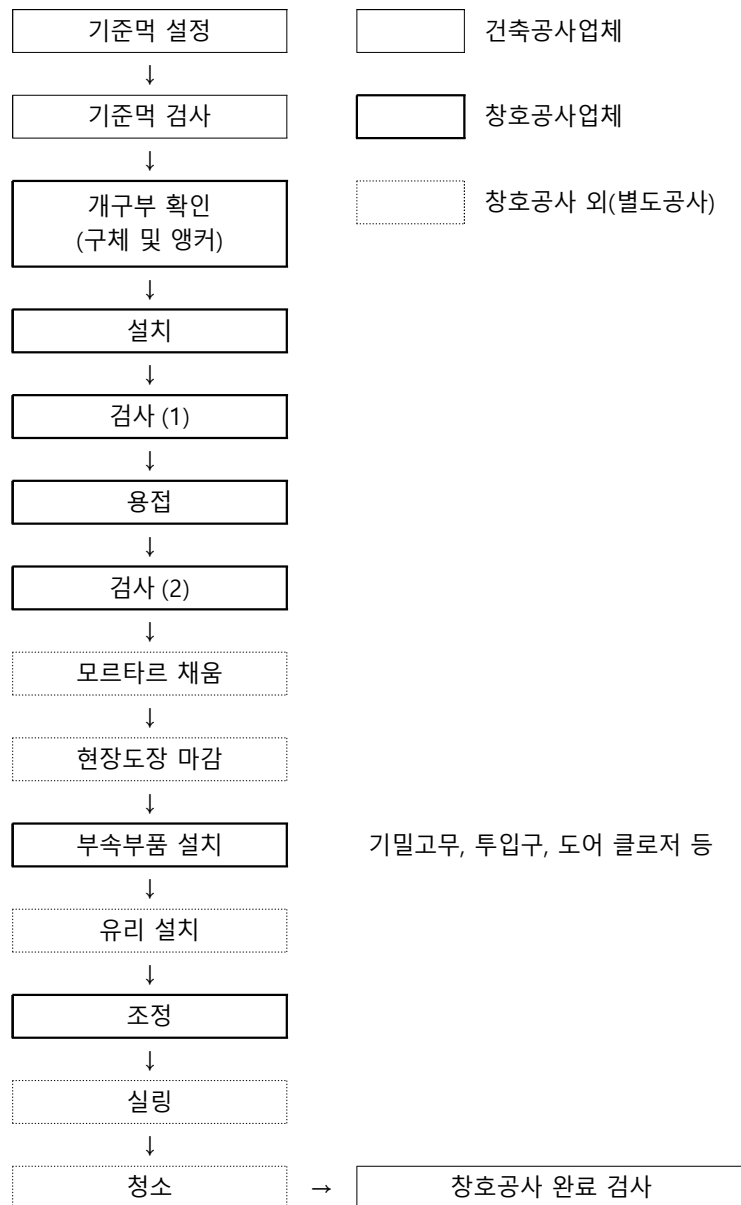 기준먹 설정
건축공사업체
↓
기준먹 검사
창호공사업체
↓
개구부 확인
(구체 및 앵커)
창호공사 외(별도공사)
↓
설치
↓
검사 (1)
↓
용접
↓
검사 (2)
↓
모르타르 채움
↓
현장도장 마감
↓
부속부품 설치
기밀고무, 투입구, 도어 클로저 등
↓
유리 설치
↓
조정
↓
실링
↓
청소 → 창호공사 완료 검사